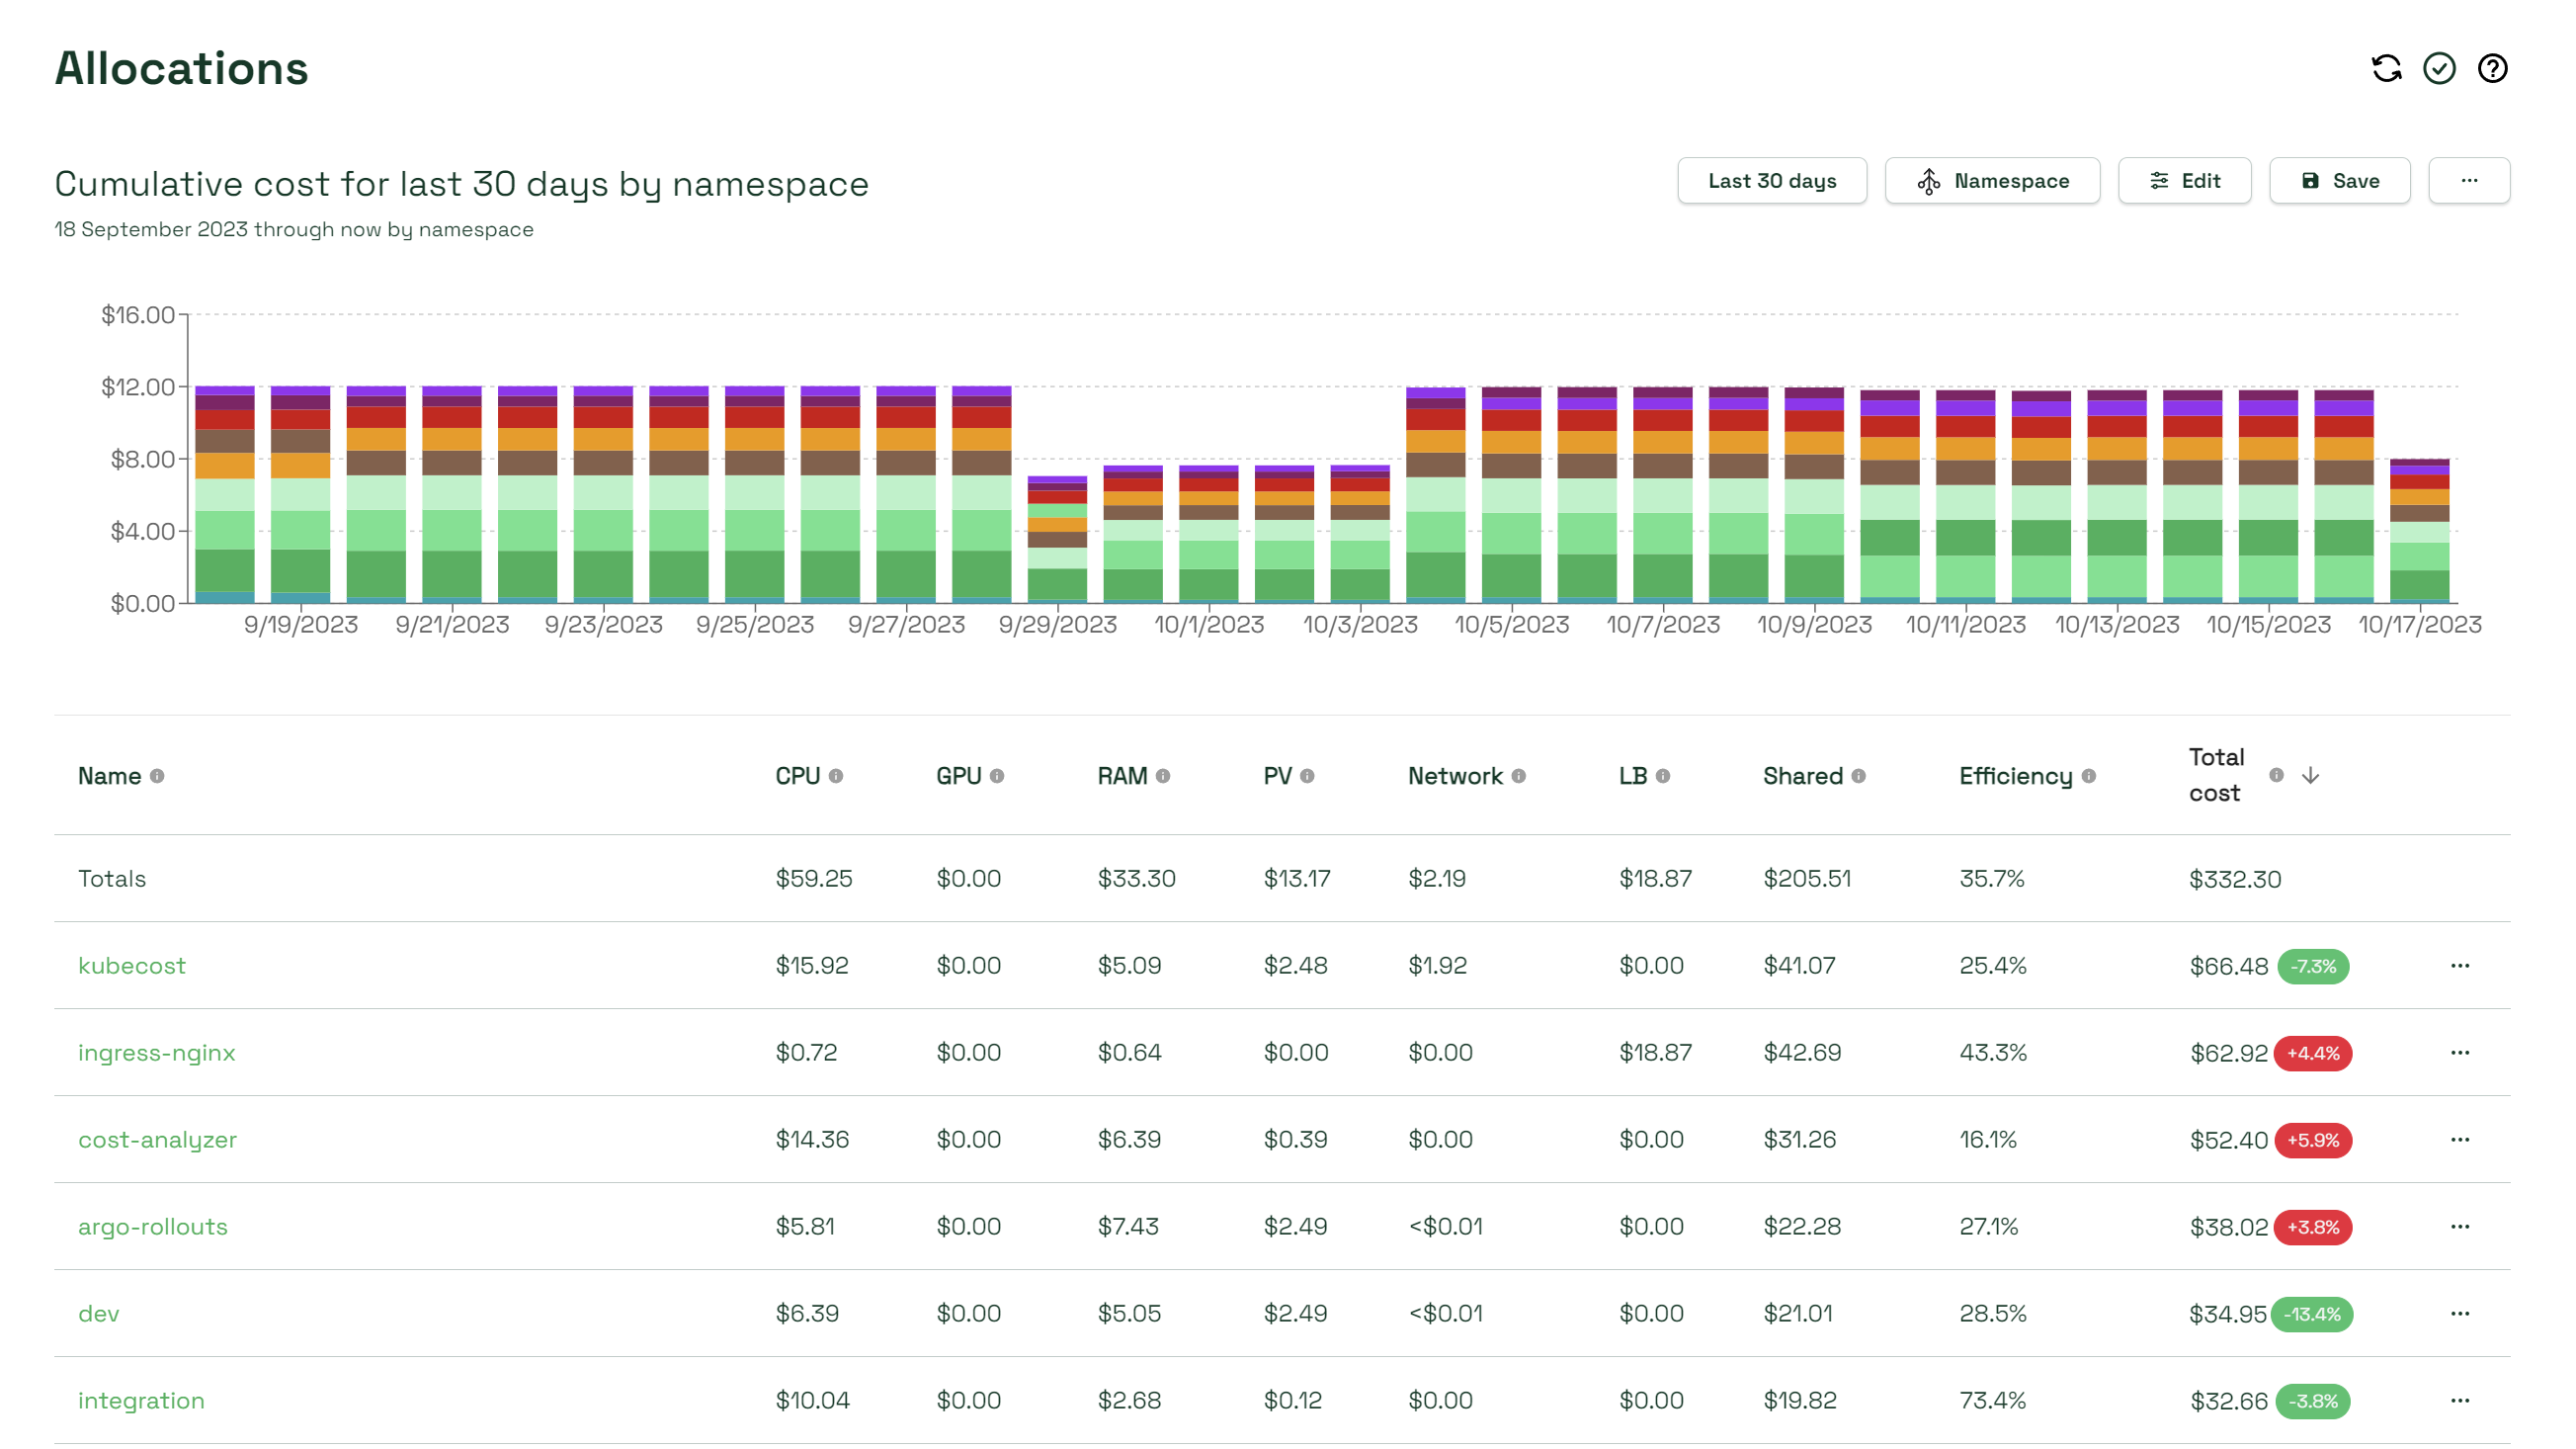 Allocations
Cumulative cost for last 30 days by namespace
18 September 2023 through now by namespace
Last 30 days
Namespace
Edit
Save
...
$16.00
$12.00
$8.00
$4.00
$0.00
9/19/2023 9/21/2023 9/23/2023 9/25/2023 9/27/2023 9/29/2023 10/1/2023 10/3/2023 10/5/2023 10/7/2023 10/9/2023 10/11/2023 10/13/2023 10/15/2023 10/17/2023
Name CPU GPU RAM PV Network LB Shared Efficiency Total cost
Totals $59.25 $0.00 $33.30 $13.17 $2.19 $18.87 $205.51 35.7% $332.30
kubecost $15.92 $0.00 $5.09 $2.48 $1.92 $0.00 $41.07 25.4% $66.48 -7.3% ...
ingress-nginx $0.72 $0.00 $0.64 $0.00 $0.00 $18.87 $42.69 43.3% $62.92 +4.4% ...
cost-analyzer $14.36 $0.00 $6.39 $0.39 $0.00 $0.00 $31.26 16.1% $52.40 +5.9% ...
argo-rollouts $5.81 $0.00 $7.43 $2.49 <$0.01 $0.00 $22.28 27.1% $38.02 +3.8% ...
dev $6.39 $0.00 $5.05 $2.49 <$0.01 $0.00 $21.01 28.5% $34.95 -13.4% ...
integration $10.04 $0.00 $2.68 $0.12 $0.00 $0.00 $19.82 73.4% $32.66 -3.8% ...